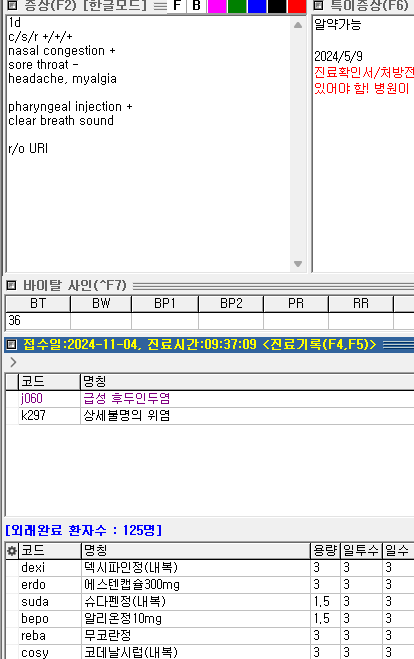 증상(F2) [한글모드] F B
1d
c/s/r +/+/+
nasal congestion +
sore throat -
headache, myalgia
pharyngeal injection +
clear breath sound
r/o URI
특이증상(F6)
알약가능
2024/5/9
진료확인서/처방전
있어야 함! 병원이
바이탈 사인(^F7)
BT BW BP1 BP2 PR RR
36
접수일:2024-11-04, 진료시간:09:37:09 <진료기록(F4,F5)>
코드 명칭
j060 급성 후두인두염
k297 상세불명의 위염
[외래완료 환자수 : 125명]
코드 명칭 용량 일투수 일수
dexi 덱시파인정(내복) 3 3 3
erdo 에스텐캡슐300mg 3 3 3
suda 슈다펜정(내복) 1.5 3 3
bepo 알리온정10mg 1.5 3 3
reba 무코란정 3 3 3
cosy 코데날시럽(내복) 3 3 3